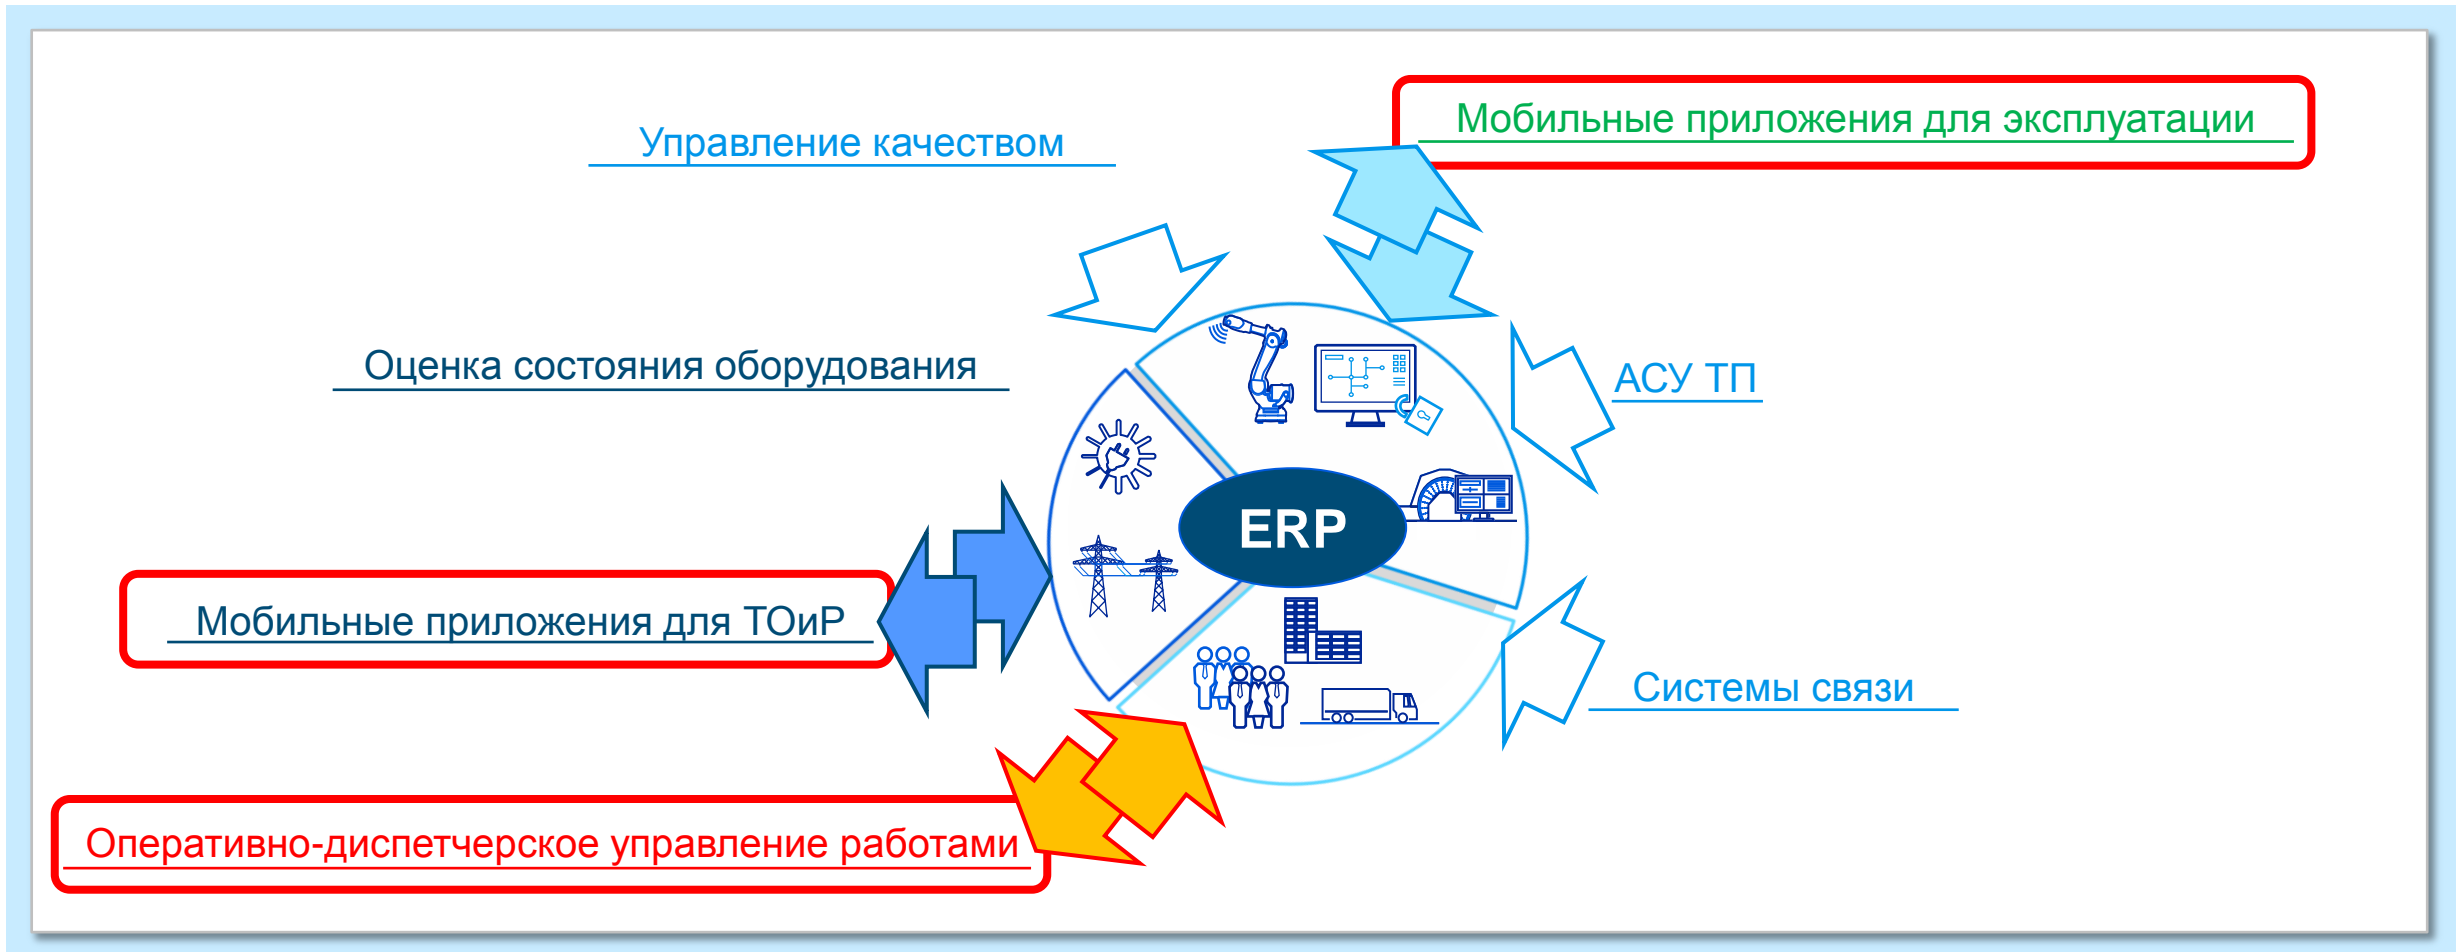 Мобильные приложения для эксплуатации
Управление качеством
Оценка состояния оборудования
АСУ ТП
ERP
Мобильные приложения для ТОиР
Системы связи
Оперативно-диспетчерское управление работами